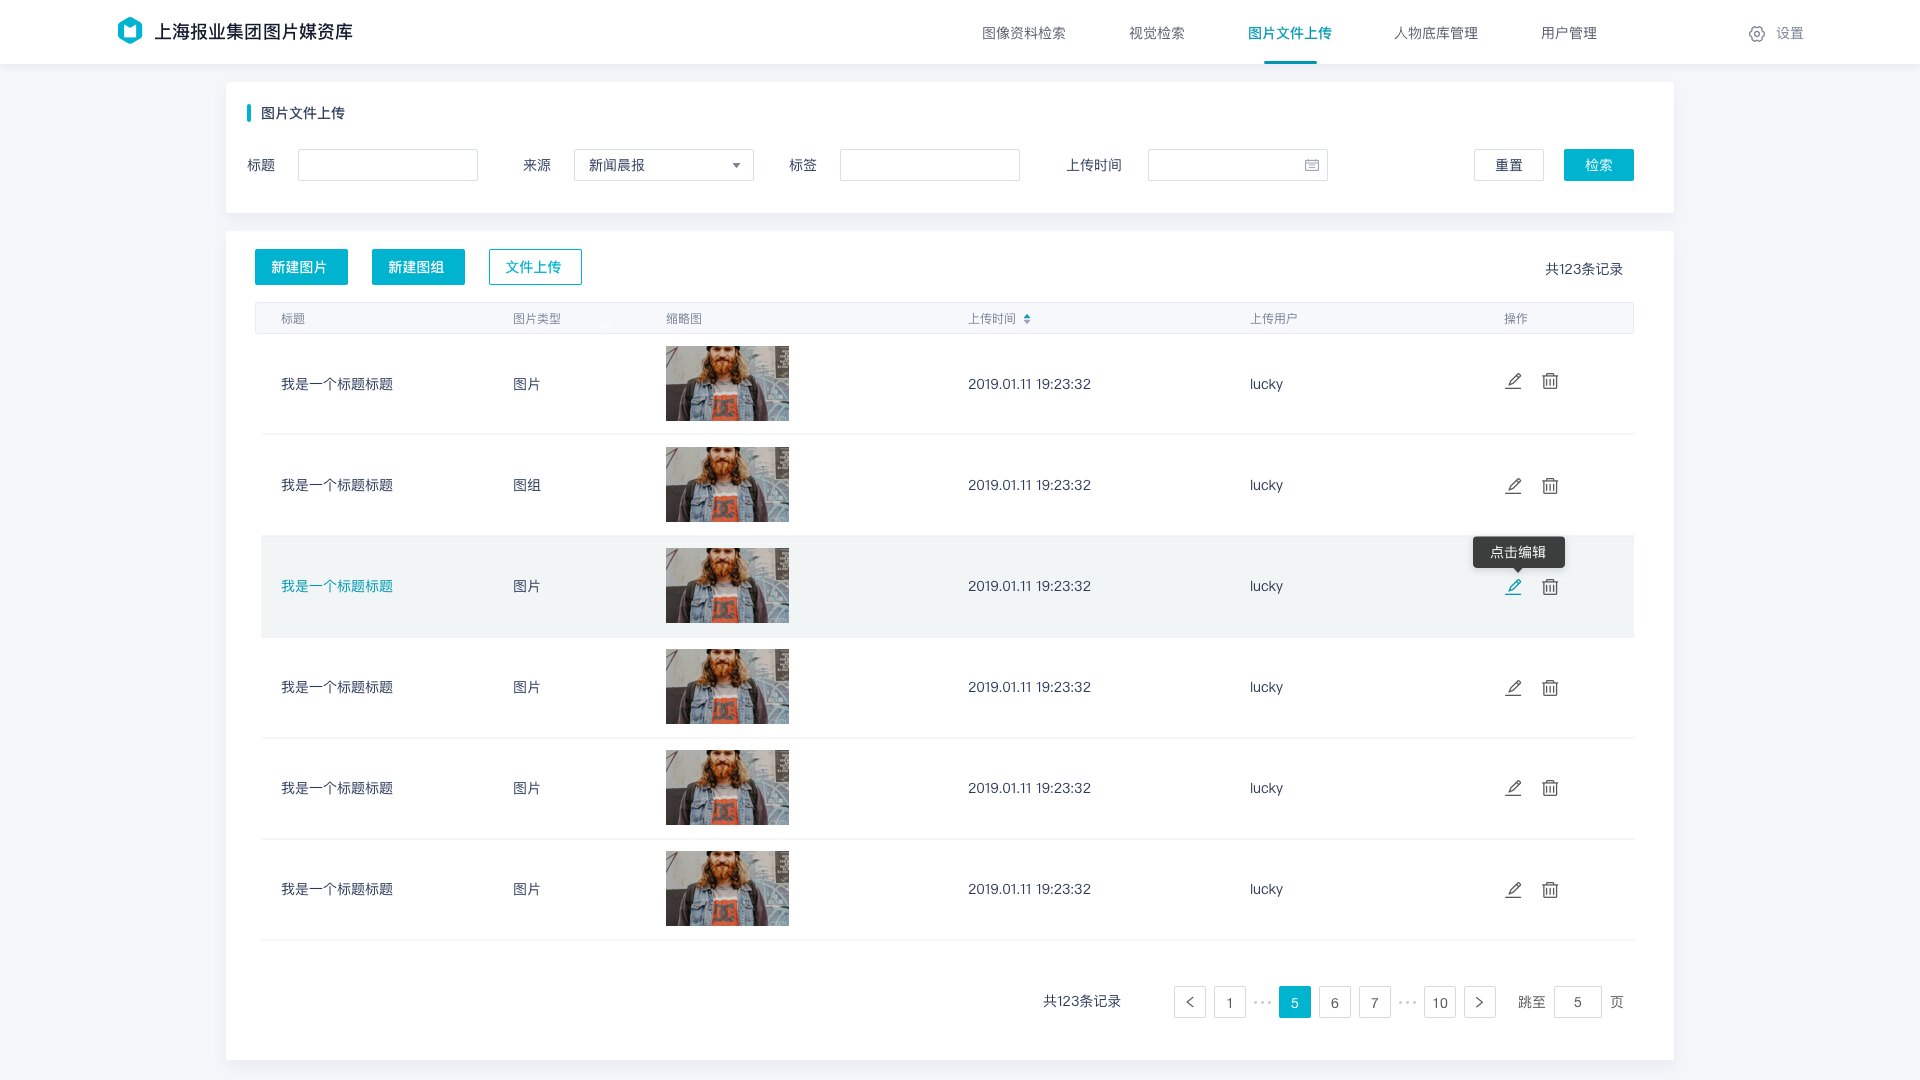 上海报业集团图片媒资库
图像资料检索 视觉检索 图片文件上传 人物底库管理 用户管理 设置
图片文件上传
标题 来源 新闻晨报 标签 上传时间 重置 检索
新建图片 新建图组 文件上传 共123条记录
标题 图片类型 缩略图 上传时间 上传用户 操作
我是一个标题标题 图片 2019.01.11 19:23:32 lucky
我是一个标题标题 图组 2019.01.11 19:23:32 lucky
点击编辑
我是一个标题标题 图片 2019.01.11 19:23:32 lucky
我是一个标题标题 图片 2019.01.11 19:23:32 lucky
我是一个标题标题 图片 2019.01.11 19:23:32 lucky
我是一个标题标题 图片 2019.01.11 19:23:32 lucky
共123条记录 < 1 ··· 5 6 7 ··· 10 > 跳至 5 页